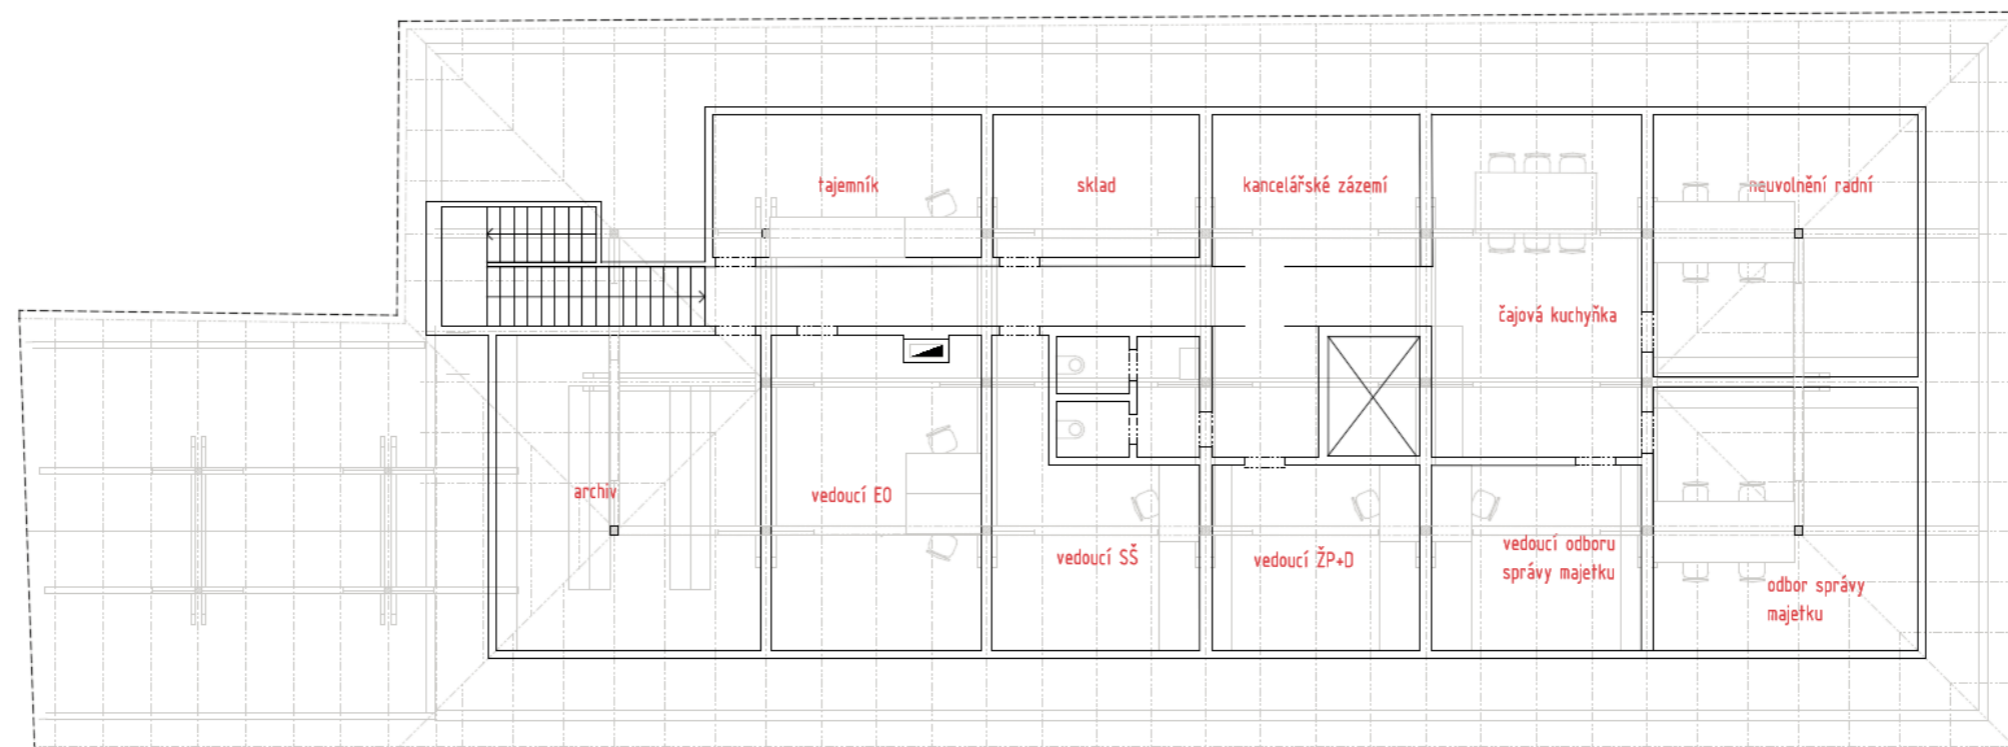 tajemník
sklad
kancelářské zázemí
neuvolnění radní
čajová kuchyňka
archiv
vedoucí EO
vedoucí SŠ
vedoucí ŽP+D
vedoucí odboru
správy majetku
odbor správy
majetku